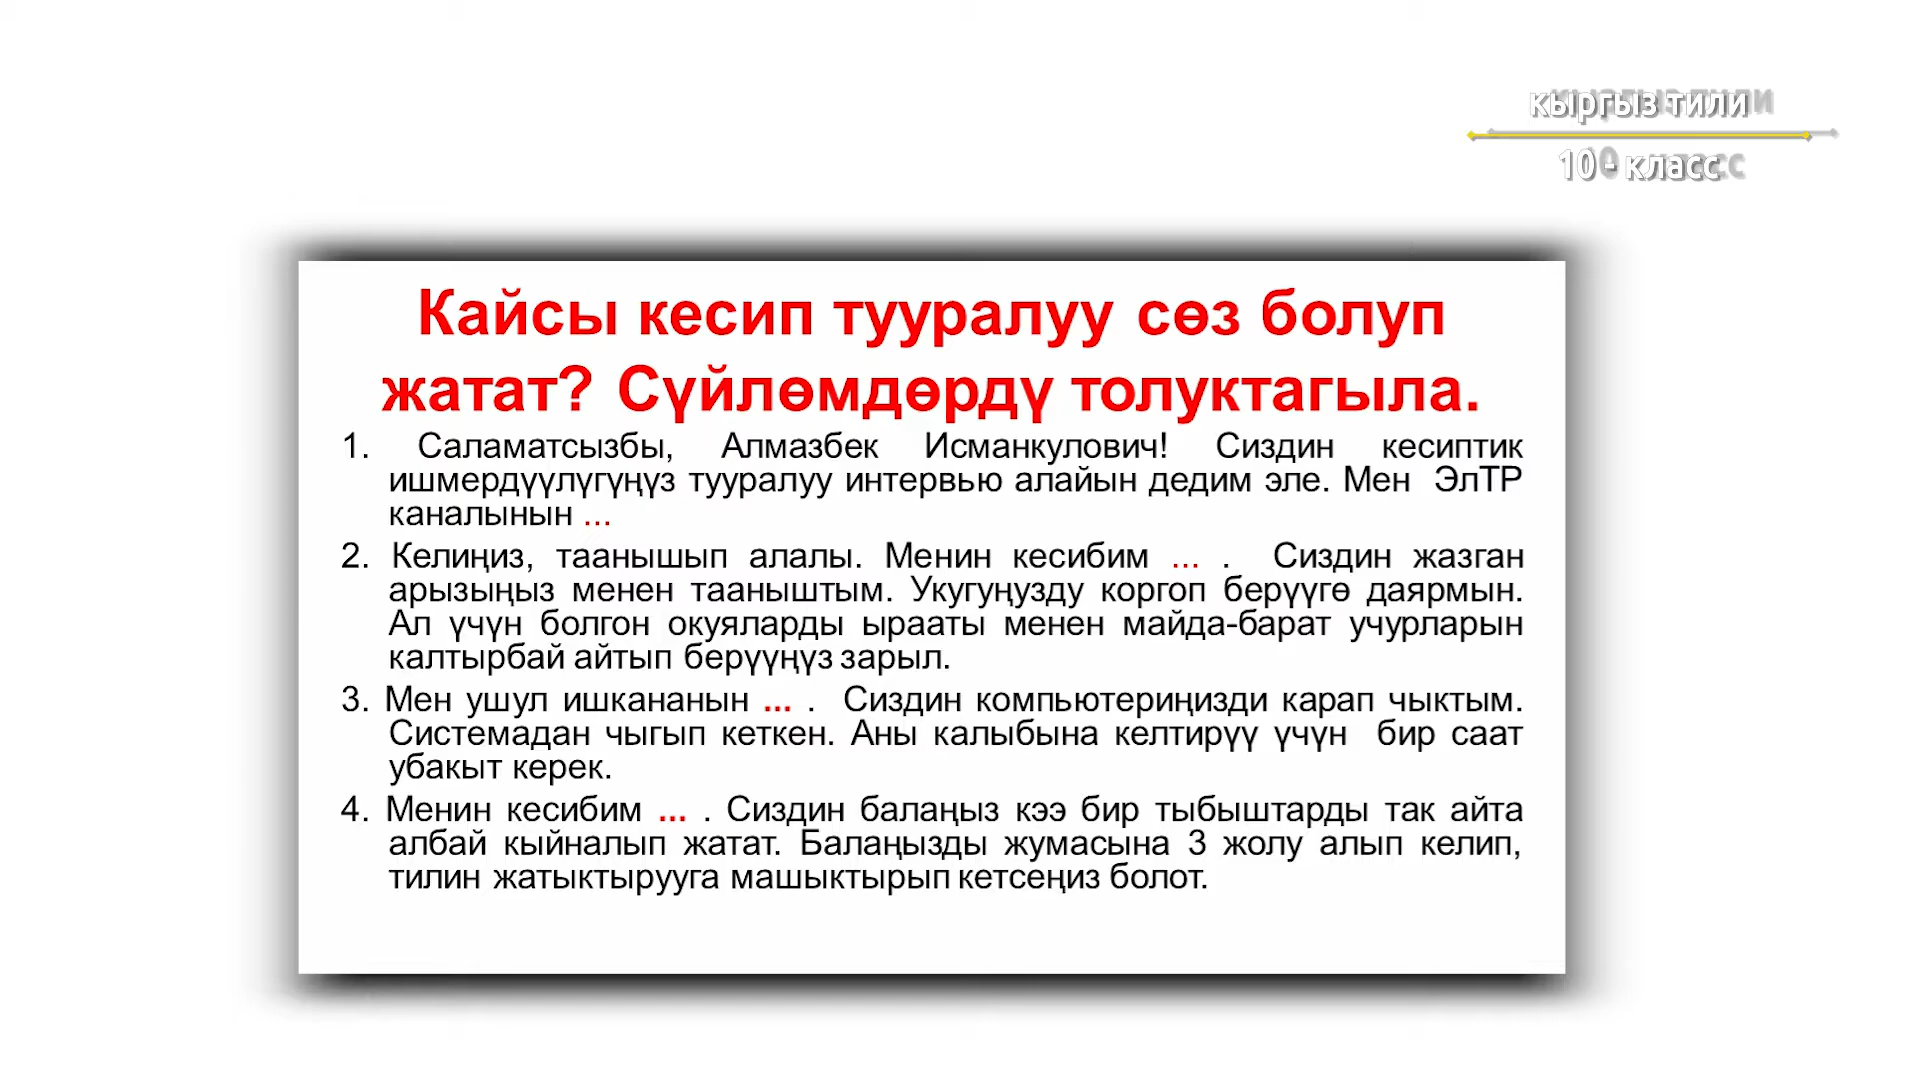 кыргыз тили
10 - класс
Кайсы кесип тууралуу сөз болуп
жатат? Сүйлөмдөрдү толуктагыла.
1. Саламатсызбы, Алмазбек Исманкулович! Сиздин кесиптик
ишмердүүлүгүңүз тууралуу интервью алайын дедим эле. Мен ЭлТР
каналынын ...
2. Келиңиз, таанышып алалы. Менин кесибим ... . Сиздин жазган
арызыңыз менен тааныштым. Укугуңузду коргоп берүүгө даярмын.
Ал үчүн болгон окуяларды ырааты менен майда-барат учурларын
калтырбай айтып берүүңүз зарыл.
3. Мен ушул ишкананын ... . Сиздин компьютериңизди карап чыктым.
Системадан чыгып кеткен. Аны калыбына келтирүү үчүн бир саат
убакыт керек.
4. Менин кесибим ... . Сиздин балаңыз кээ бир тыбыштарды так айта
албай кыйналып жатат. Балаңызды жумасына 3 жолу алып келип,
тилин жатыктырууга машыктырып кетсеңиз болот.